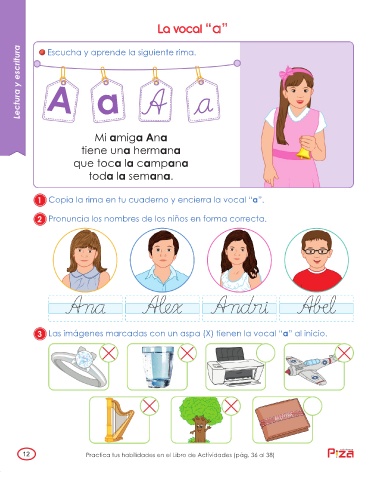 La vocal "a"
Lectura y escritura
Escucha y aprende la siguiente rima.
A a A a
Mi amiga Ana
tiene una hermana
que toca la campana
toda la semana.
1 Copia la rima en tu cuaderno y encierra la vocal "a".
2 Pronuncia los nombres de los niños en forma correcta.
Ana Alex Andri Abel
3 Las imágenes marcadas con un aspa (X) tienen la vocal "a" al inicio.
12
Practica tus habilidades en el Libro de Actividades (pág. 36 al 38)